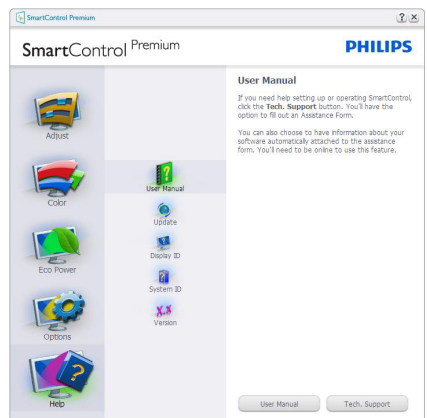 SmartControl Premium
SmartControl Premium
PHILIPS
Adjust
Color
Eco Power
Options
Help
User Manual
Update
Display ID
System ID
X.X
Version
User Manual
If you need help setting up or operating SmartControl,
click the Tech. Support button. You'll have the
option to fill out an Assistance Form.
You can also choose to have information about your
software automatically attached to the assistance
form. You'll need to be online to use this feature.
User Manual
Tech. Support